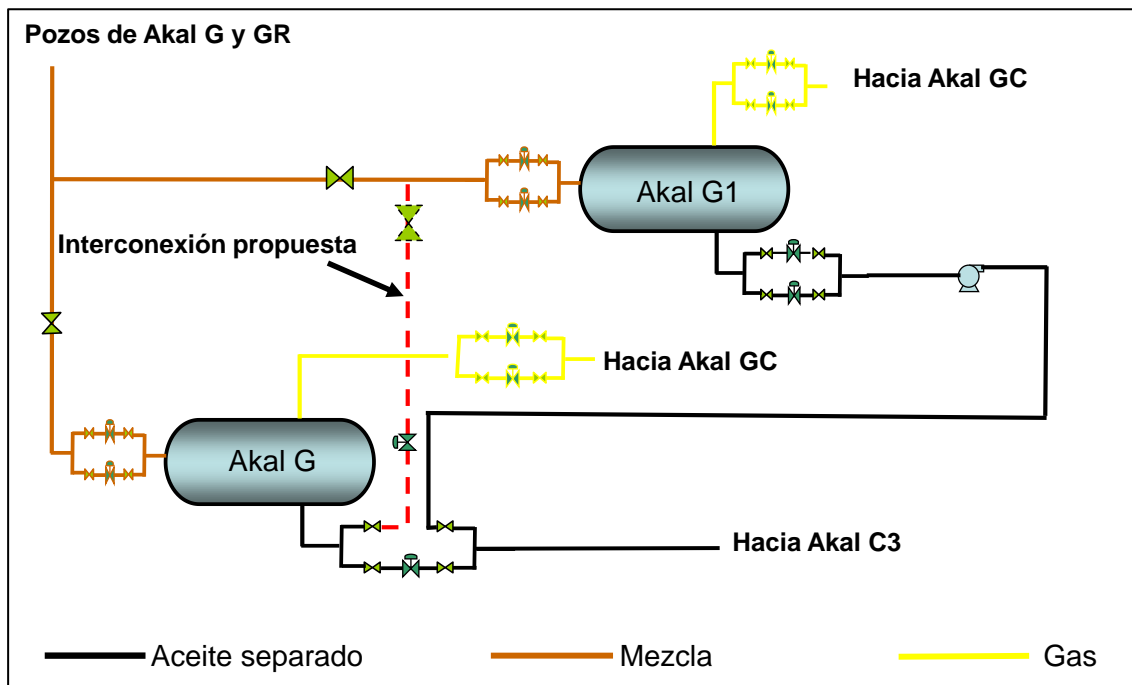 Pozos de Akal G y GR
Hacia Akal GC
Akal G1
Interconexión propuesta
Hacia Akal GC
Akal G
Hacia Akal C3
Aceite separado
Mezcla
Gas